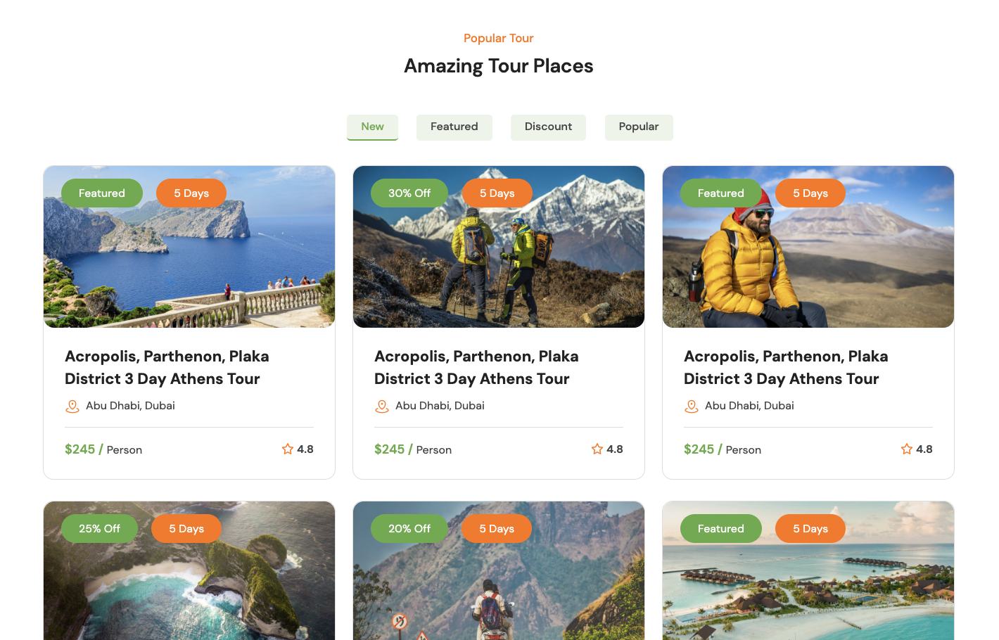 Popular Tour
Amazing Tour Places
New
Featured
Discount
Popular
Featured
5 Days
Acropolis, Parthenon, Plaka
District 3 Day Athens Tour
Abu Dhabi, Dubai
$245 / Person
4.8
30% Off
5 Days
Acropolis, Parthenon, Plaka
District 3 Day Athens Tour
Abu Dhabi, Dubai
$245 / Person
4.8
Featured
5 Days
Acropolis, Parthenon, Plaka
District 3 Day Athens Tour
Abu Dhabi, Dubai
$245 / Person
4.8
25% Off
5 Days
20% Off
5 Days
Featured
5 Days